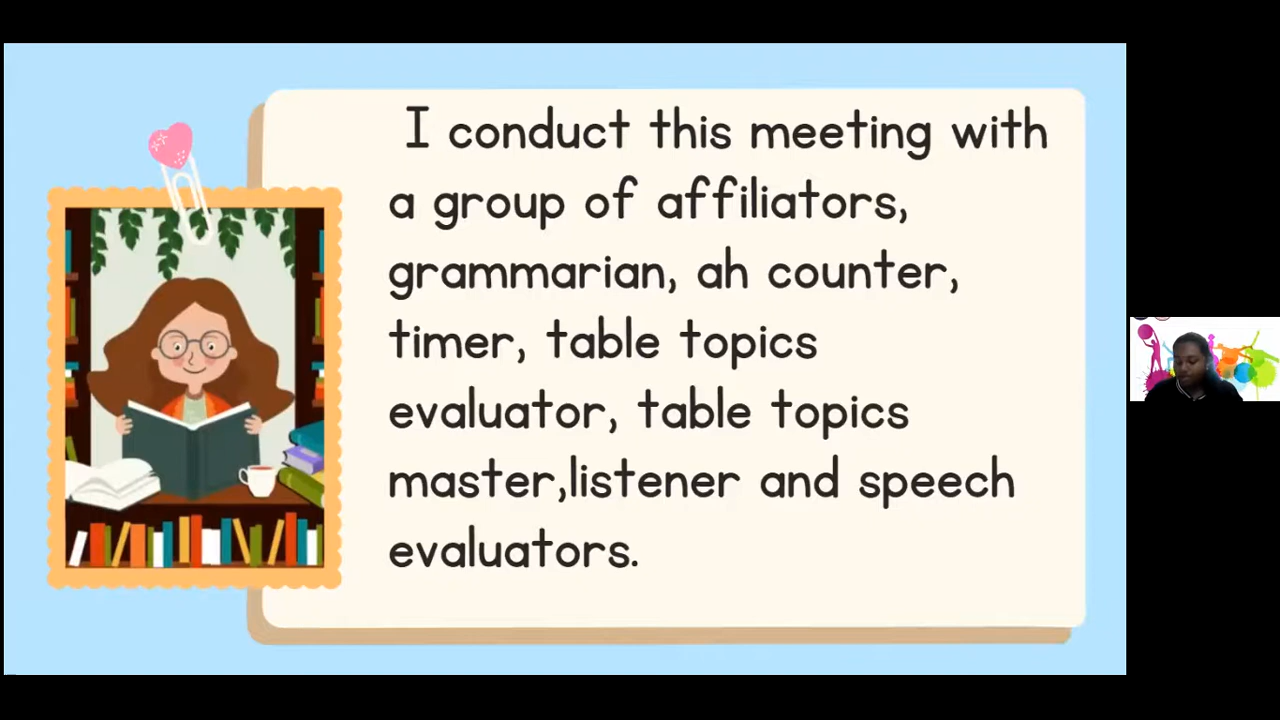 I conduct this meeting with
a group of affiliators,
grammarian, ah counter,
timer, table topics
evaluator, table topics
master,listener and speech
evaluators.